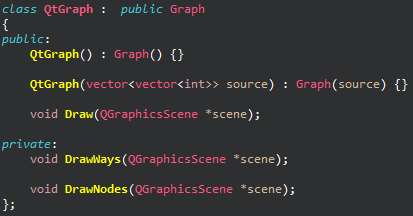 class QtGraph :  public Graph
{
public:
    QtGraph() : Graph() {}
    QtGraph(vector<vector<int>> source) : Graph(source) {}
    void Draw(QGraphicsScene *scene);
private:
    void DrawWays(QGraphicsScene *scene);
    void DrawNodes(QGraphicsScene *scene);
};